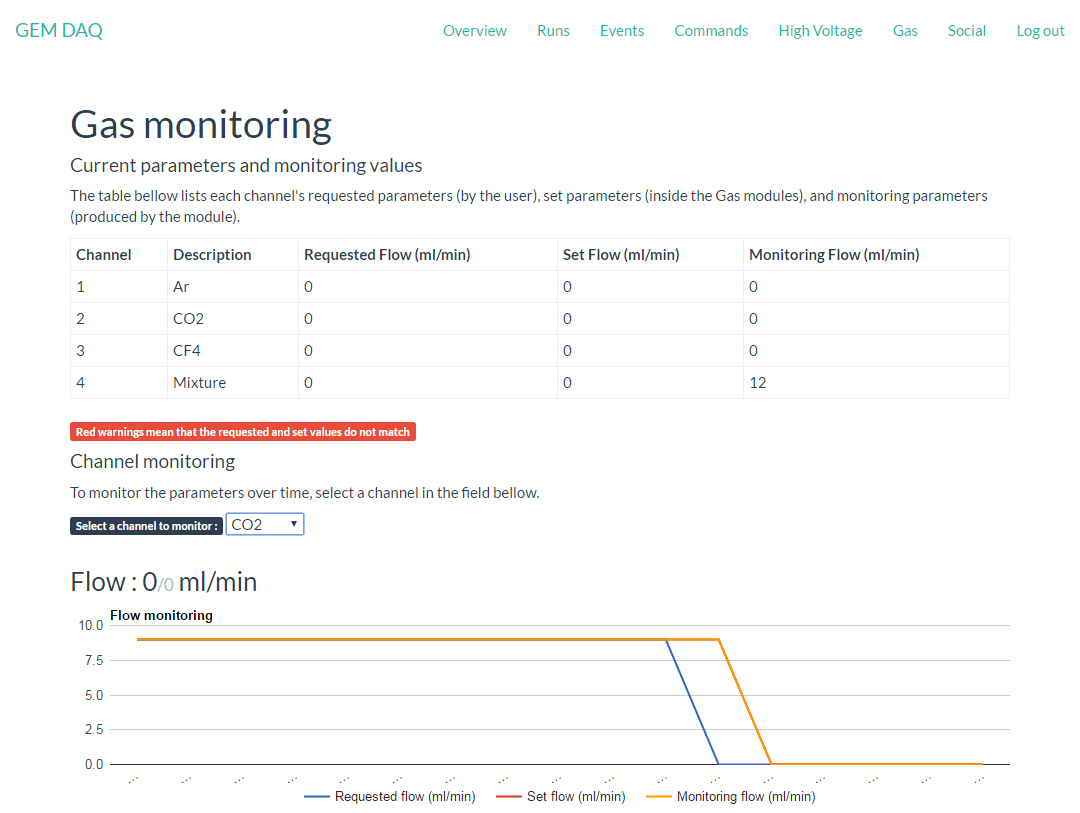 GEM DAQ Overview Runs Events Commands High Voltage Gas Social Log out
Gas monitoring
Current parameters and monitoring values
The table bellow lists each channel's requested parameters (by the user), set parameters (inside the Gas modules), and monitoring parameters
(produced by the module).
Channel Description Requested Flow (ml/min) Set Flow (ml/min) Monitoring Flow (ml/min)
1 Ar 0 0 0
2 CO2 0 0 0
3 CF4 0 0 0
4 Mixture 0 0 12
Red warnings mean that the requested and set values do not match
Channel monitoring
To monitor the parameters over time, select a channel in the field bellow.
Select a channel to monitor : CO2
Flow : 0/0 ml/min
Flow monitoring
10.0
7.5
5.0
2.5
0.0
Requested flow (ml/min) Set flow (ml/min) Monitoring flow (ml/min)